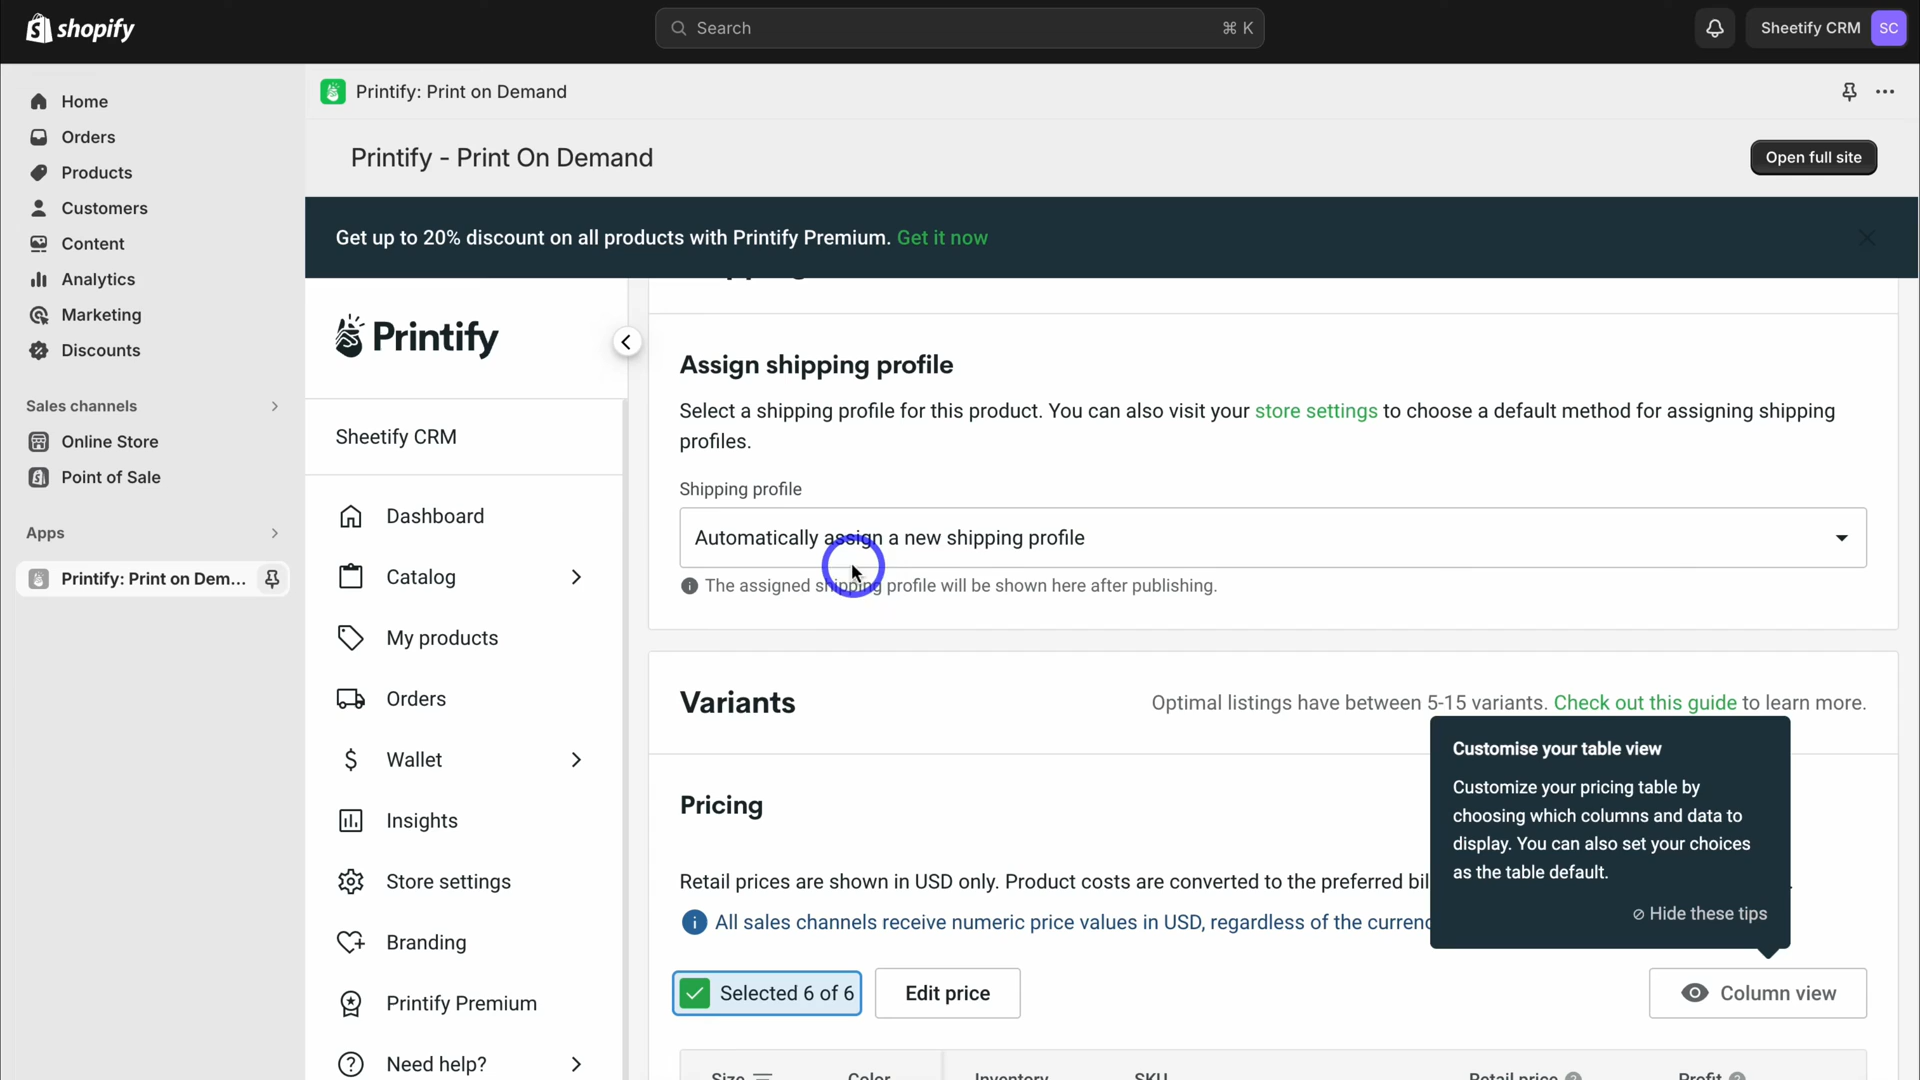 shopify
Search
⌘ K
Sheetify CRM
SC
Home
Orders
Products
Customers
Content
Analytics
Marketing
Discounts
Sales channels
Online Store
Point of Sale
Apps
Printify: Print on Dem...
Printify: Print on Demand
Printify - Print On Demand
Open full site
Get up to 20% discount on all products with Printify Premium. Get it now
Printify
Sheetify CRM
Dashboard
Catalog
My products
Orders
Wallet
Insights
Store settings
Branding
Printify Premium
Need help?
Assign shipping profile
Select a shipping profile for this product. You can also visit your store settings to choose a default method for assigning shipping
profiles.
Shipping profile
Automatically assign a new shipping profile
The assigned shipping profile will be shown here after publishing.
Variants
Optimal listings have between 5-15 variants. Check out this guide to learn more.
Pricing
Customise your table view
Customize your pricing table by
choosing which columns and data to
display. You can also set your choices
as the table default.
Hide these tips
Retail prices are shown in USD only. Product costs are converted to the preferred bil
All sales channels receive numeric price values in USD, regardless of the currenc
Selected 6 of 6
Edit price
Column view
Size
Color
Inventory
SKU
Retail price
Profit